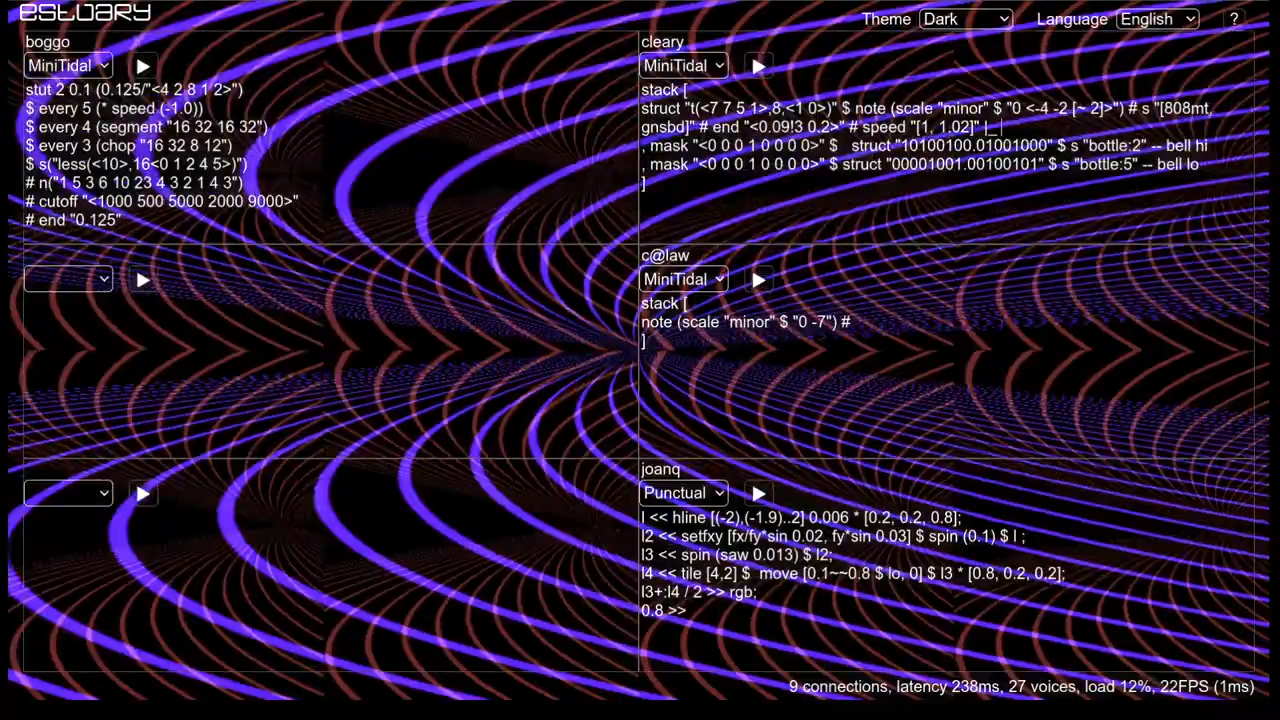 estuary
Theme Dark Language English ?
boggo
MiniTidal
stut 2 0.1 (0.125/"<4 2 8 1 2>")
$ every 5 (* speed (-1.0))
$ every 4 (segment "16 32 16 32")
$ every 3 (chop "16 32 8 12")
$ s("less(<10>,16<0 1 2 4 5>)")
# n("1 5 3 6 10 23 4 3 2 1 4 3")
# cutoff "<1000 500 5000 2000 9000>"
# end "0.125"
cleary
MiniTidal
stack [
struct "t(<7 7 5 1>,8,<1 0>)" $ note (scale "minor" $ "0 <-4 -2 [~ 2]>") # s "[808mt,
gnsbd]" # end "<0.09!3 0.2>" # speed "[1, 1.02]" |_|
, mask "<0 0 0 1 0 0 0 0>" $ struct "10100100.01001000" $ s "bottle:2" -- bell hi
, mask "<0 0 0 1 0 0 0 0>" $ struct "00001001.00100101" $ s "bottle:5" -- bell lo
]
c@law
MiniTidal
stack [
note (scale "minor" $ "0 -7") #
]
joanq
Punctual
l << hline [(-2),(-1.9)..2] 0.006 * [0.2, 0.2, 0.8];
l2 << setfxy [fx/fy*sin 0.02, fy*sin 0.03] $ spin (0.1) $ l ;
l3 << spin (saw 0.013) $ l2;
l4 << tile [4,2] $ move [0.1~~0.8 $ lo, 0] $ l3 * [0.8, 0.2, 0.2];
l3+:l4 / 2 >> rgb;
0.8 >>
9 connections, latency 238ms, 27 voices, load 12%, 22FPS (1ms)